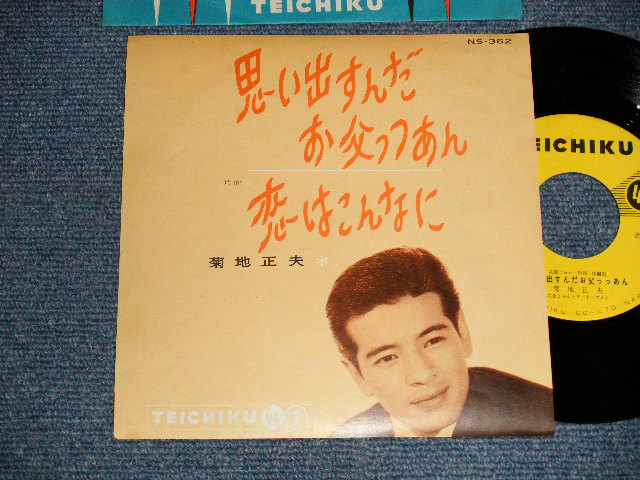 TEICHIKU
NS-362
思い出すんだ
お父っつあん
片面
恋はこんなに
菊地正夫
TEICHIKU
TEICHIKU
出すんだお父っつあん
菊地正夫